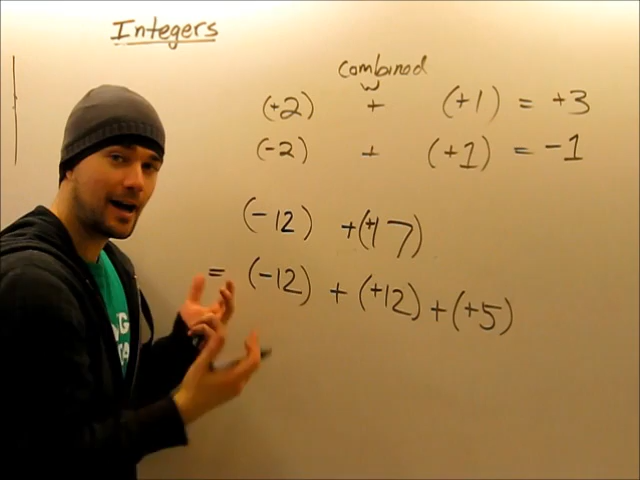 Integers
combined
(+2) + (+1) = +3
(-2) + (+1) = -1
(-12) +(+17)
= (-12) + (+12) + (+5)